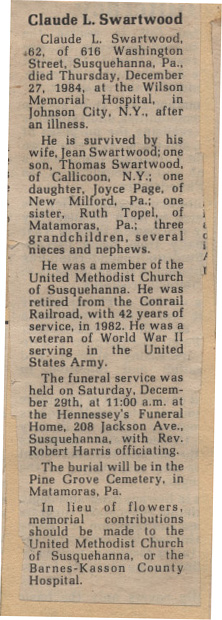 Claude L. Swartwood
Claude L. Swartwood,
62, of 616 Washington
Street, Susquehanna, Pa.,
died Thursday, December
27, 1984, at the Wilson
Memorial Hospital, in
Johnson City, N.Y., after
an illness.
He is survived by his
wife, Jean Swartwood; one
son, Thomas Swartwood,
of Callicoon, N.Y.; one
daughter, Joyce Page, of
New Milford, Pa.; one
sister, Ruth Topel, of
Matamoras, Pa.; three
grandchildren, several
nieces and nephews.
He was a member of the
United Methodist Church
of Susquehanna. He was
retired from the Conrail
Railroad, with 42 years of
service, in 1982. He was a
veteran of World War II
serving in the United
States Army.
The funeral service was
held on Saturday, Decem-
ber 29th, at 11:00 a.m. at
the Hennessey's Funeral
Home, 208 Jackson Ave.,
Susquehanna, with Rev.
Robert Harris officiating.
The burial will be in the
Pine Grove Cemetery, in
Matamoras, Pa.
In lieu of flowers,
memorial contributions
should be made to the
United Methodist Church
of Susquehanna, or the
Barnes-Kasson County
Hospital.